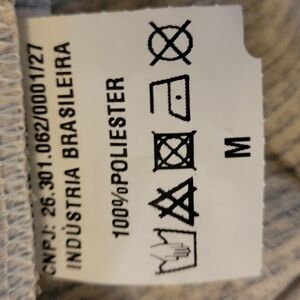 CNPJ: 26.301.062/0001/27
INDÚSTRIA BRASILEIRA
100%POLIESTER
M